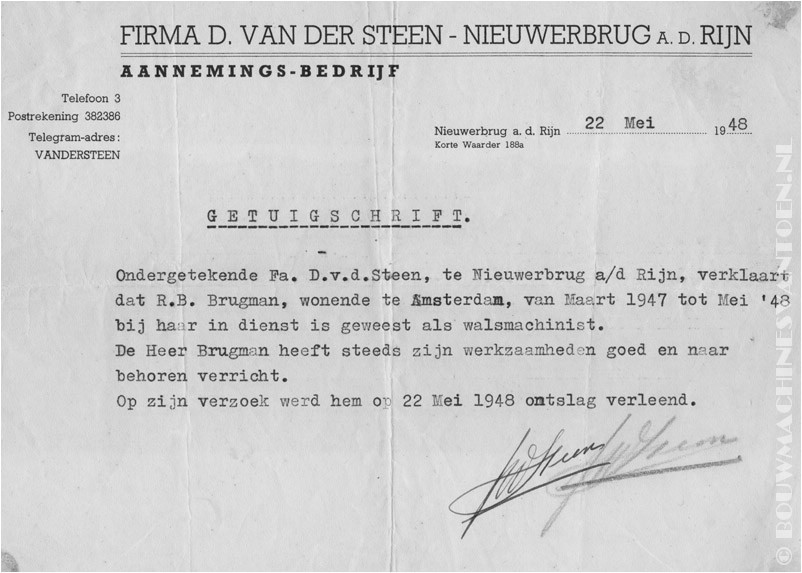 FIRMA D. VAN DER STEEN - NIEUWERBRUG A. D. RIJN
AANNEMINGS-BEDRIJF
Telefoon 3
Postrekening 382386
Telegram-adres:
VANDERSTEEN
Nieuwerbrug a. d. Rijn 22 Mei 1948
Korte Waarder 188a
GETUIGSCHRIFT.
Ondergetekende Fa. D.v.d.Steen, te Nieuwerbrug a/d Rijn, verklaart
dat R.B. Brugman, wonende te Amsterdam, van Maart 1947 tot Mei '48
bij haar in dienst is geweest als walsmachinist.
De Heer Brugman heeft steeds zijn werkzaamheden goed en naar
behoren verricht.
Op zijn verzoek werd hem op 22 Mei 1948 ontslag verleend.
© BOUWMACHINESVANTOEN.NL